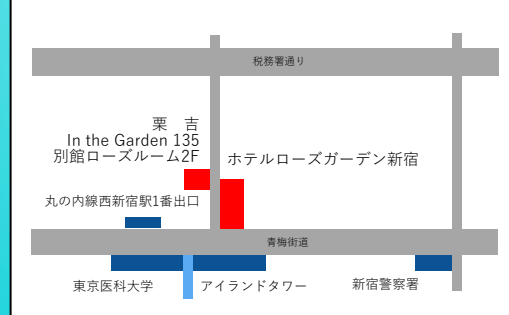 税務署通り
栗　吉
In the Garden 135
別館ローズルーム2F
ホテルローズガーデン新宿
丸の内線西新宿駅1番出口
青梅街道
東京医科大学
アイランドタワー
新宿警察署